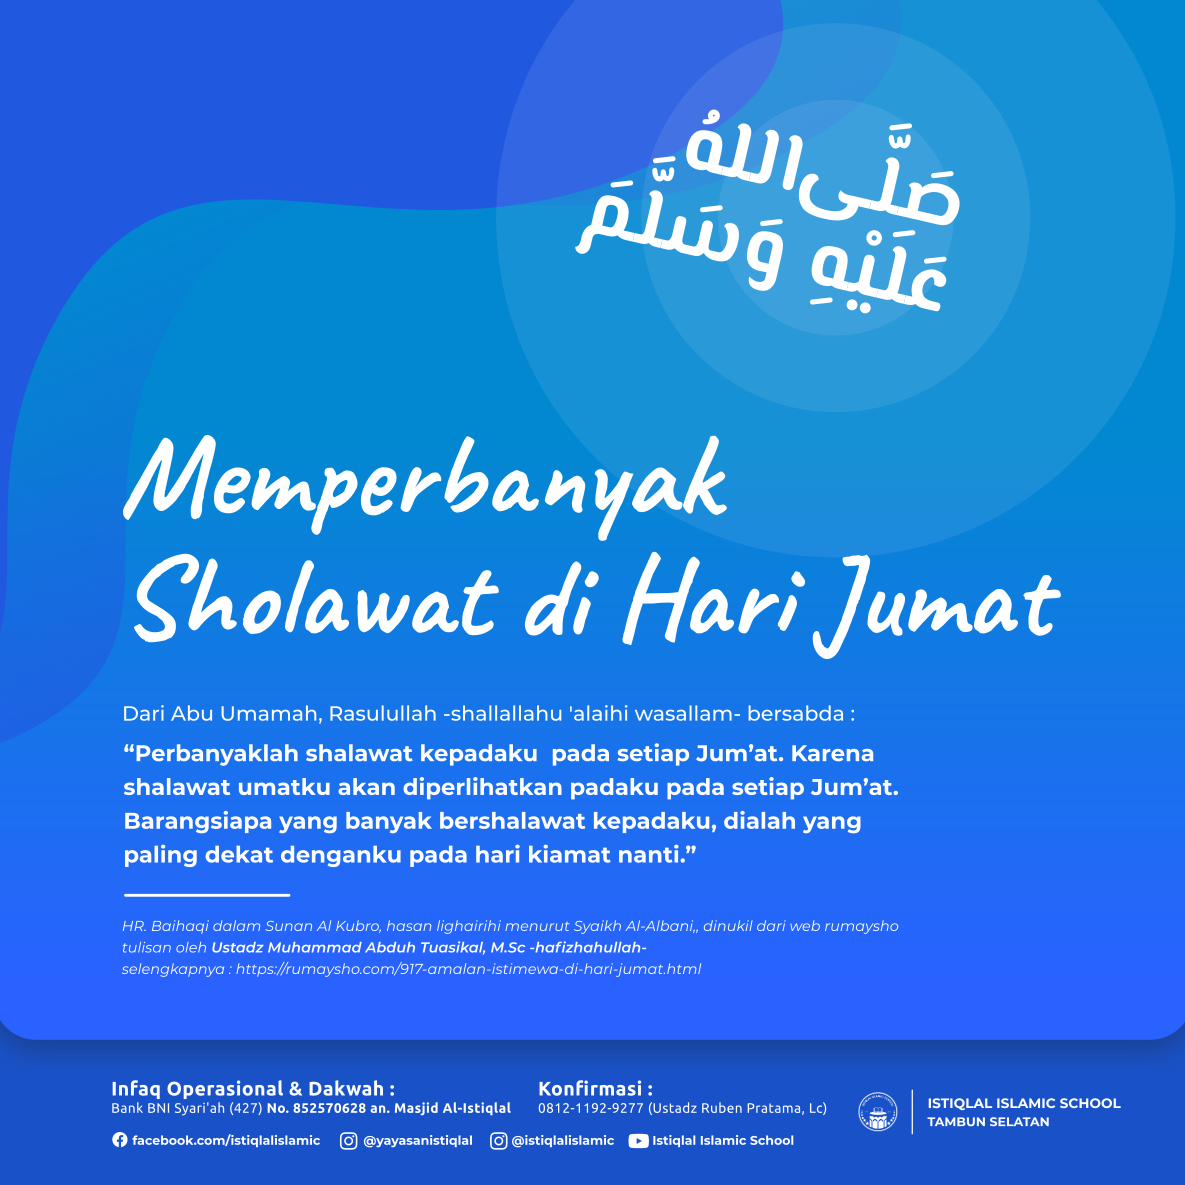 صَلَّى اللهُ
عَلَيْهِ وَسَلَّمَ
Memperbanyak
Sholawat di Hari Jumat
Dari Abu Umamah, Rasulullah -shallallahu 'alaihi wasallam- bersabda :
“Perbanyaklah shalawat kepadaku  pada setiap Jum’at. Karena
shalawat umatku akan diperlihatkan padaku pada setiap Jum’at.
Barangsiapa yang banyak bershalawat kepadaku, dialah yang
paling dekat denganku pada hari kiamat nanti.”
HR. Baihaqi dalam Sunan Al Kubro, hasan lighairihi menurut Syaikh Al-Albani,, dinukil dari web rumaysho
tulisan oleh Ustadz Muhammad Abduh Tuasikal, M.Sc -hafizhahullah-
selengkapnya : https://rumaysho.com/917-amalan-istimewa-di-hari-jumat.html
Infaq Operasional & Dakwah :
Bank BNI Syari'ah (427) No. 852570628 an. Masjid Al-Istiqlal
Konfirmasi :
0812-1192-9277 (Ustadz Ruben Pratama, Lc)
facebook.com/istiqlalislamic @yayasanistiqlal @istiqlalislamic Istiqlal Islamic School
ISTIQLAL ISLAMIC SCHOOL
TAMBUN SELATAN